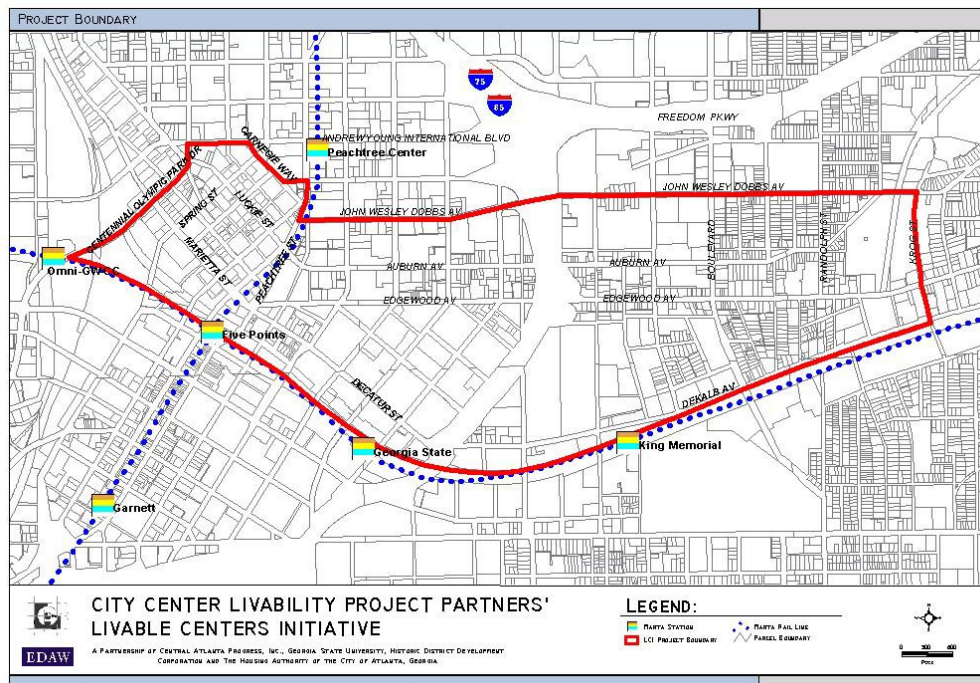 PROJECT BOUNDARY
75
85
FREEDOM PKWY
ANDREW YOUNG INTERNATIONAL BLVD
Peachtree Center
CARNEGIE WAY
CENTENNIAL OLYMPIC PARK DR
SPRING ST
LUCKIE ST
JOHN WESLEY DOBBS AV
JOHN WESLEY DOBBS AV
MARIETTA ST
PEACHTREE ST
BOULEVARD
RANDOLPH ST
KROG ST
Omni-GWCC
AUBURN AV
AUBURN AV
EDGEWOOD AV
EDGEWOOD AV
Five Points
DECATUR ST
DEKALB AV
Georgia State
King Memorial
Garnett
CITY CENTER LIVABILITY PROJECT PARTNERS'
LIVABLE CENTERS INITIATIVE
EDAW
A PARTNERSHIP OF CENTRAL ATLANTA PROGRESS, INC., GEORGIA STATE UNIVERSITY, HISTORIC DISTRICT DEVELOPMENT
CORPORATION AND THE HOUSING AUTHORITY OF THE CITY OF ATLANTA, GEORGIA
LEGEND:
MARTA STATION
MARTA RAIL LINE
LCI PROJECT BOUNDARY
PARCEL BOUNDARY